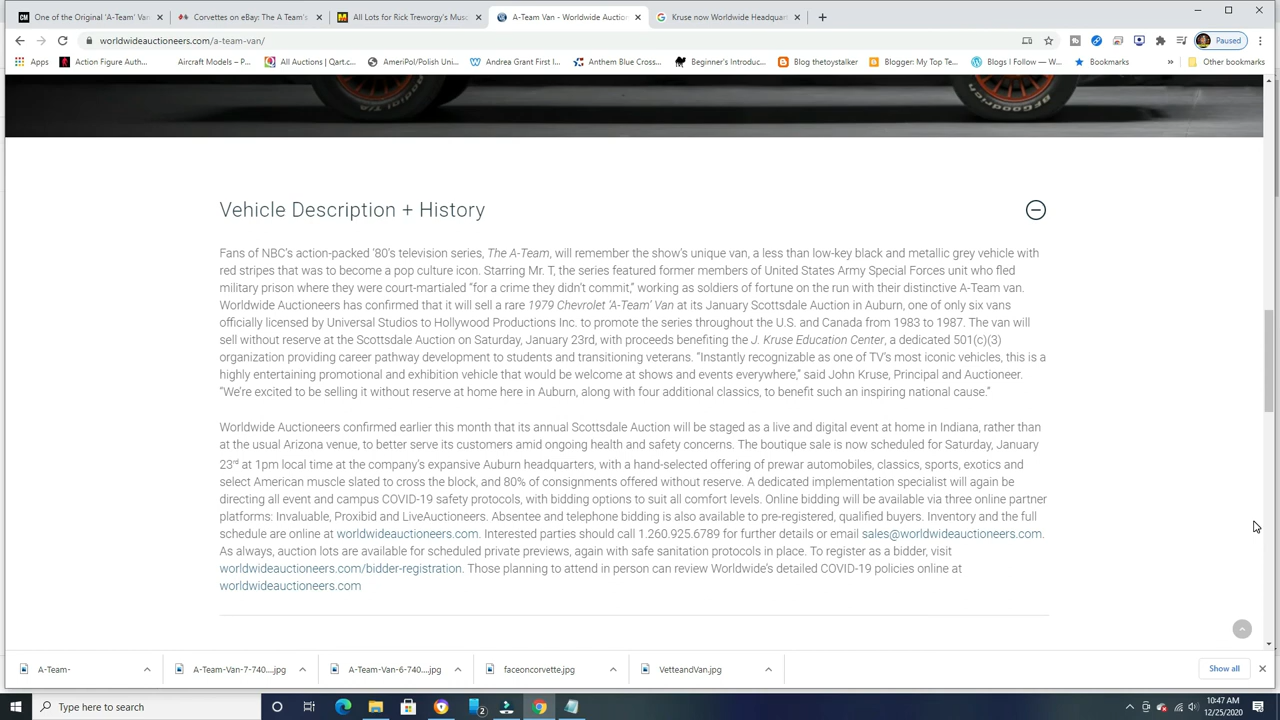 One of the Original 'A-Team' Van
Corvettes on eBay: The A Team's
All Lots for Rick Treworgy's Mus
A-Team Van - Worldwide Auction
Kruse now Worldwide Headquar
worldwideauctioneers.com/a-team-van/
Paused
Apps
Action Figure Auth...
Aircraft Models – P...
All Auctions | Qart.c...
AmeriPol/Polish Uni...
Andrea Grant First I...
Anthem Blue Cross...
Beginner's Introduc...
Blog thetoystalker
Blogger: My Top Te...
Blogs I Follow — W...
Bookmarks
Other bookmarks
BFGoodrich
Vehicle Description + History
Fans of NBC's action-packed '80's television series, The A-Team, will remember the show's unique van, a less than low-key black and metallic grey vehicle with
red stripes that was to become a pop culture icon. Starring Mr. T, the series featured former members of United States Army Special Forces unit who fled
military prison where they were court-martialed "for a crime they didn't commit," working as soldiers of fortune on the run with their distinctive A-Team van.
Worldwide Auctioneers has confirmed that it will sell a rare 1979 Chevrolet 'A-Team' Van at its January Scottsdale Auction in Auburn, one of only six vans
officially licensed by Universal Studios to Hollywood Productions Inc. to promote the series throughout the U.S. and Canada from 1983 to 1987. The van will
sell without reserve at the Scottsdale Auction on Saturday, January 23rd, with proceeds benefiting the J. Kruse Education Center, a dedicated 501(c)(3)
organization providing career pathway development to students and transitioning veterans. "Instantly recognizable as one of TV's most iconic vehicles, this is a
highly entertaining promotional and exhibition vehicle that would be welcome at shows and events everywhere," said John Kruse, Principal and Auctioneer.
"We're excited to be selling it without reserve at home here in Auburn, along with four additional classics, to benefit such an inspiring national cause."
Worldwide Auctioneers confirmed earlier this month that its annual Scottsdale Auction will be staged as a live and digital event at home in Indiana, rather than
at the usual Arizona venue, to better serve its customers amid ongoing health and safety concerns. The boutique sale is now scheduled for Saturday, January
23rd at 1pm local time at the company's expansive Auburn headquarters, with a hand-selected offering of prewar automobiles, classics, sports, exotics and
select American muscle slated to cross the block, and 80% of consignments offered without reserve. A dedicated implementation specialist will again be
directing all event and campus COVID-19 safety protocols, with bidding options to suit all comfort levels. Online bidding will be available via three online partner
platforms: Invaluable, Proxibid and LiveAuctioneers. Absentee and telephone bidding is also available to pre-registered, qualified buyers. Inventory and the full
schedule are online at worldwideauctioneers.com. Interested parties should call 1.260.925.6789 for further details or email sales@worldwideauctioneers.com.
As always, auction lots are available for scheduled private previews, again with safe sanitation protocols in place. To register as a bidder, visit
worldwideauctioneers.com/bidder-registration. Those planning to attend in person can review Worldwide's detailed COVID-19 policies online at
worldwideauctioneers.com
A-Team-
A-Team-Van-7-740....jpg
A-Team-Van-6-740....jpg
faceoncorvette.jpg
VetteandVan.jpg
Show all
Type here to search
2
10:47 AM
12/25/2020